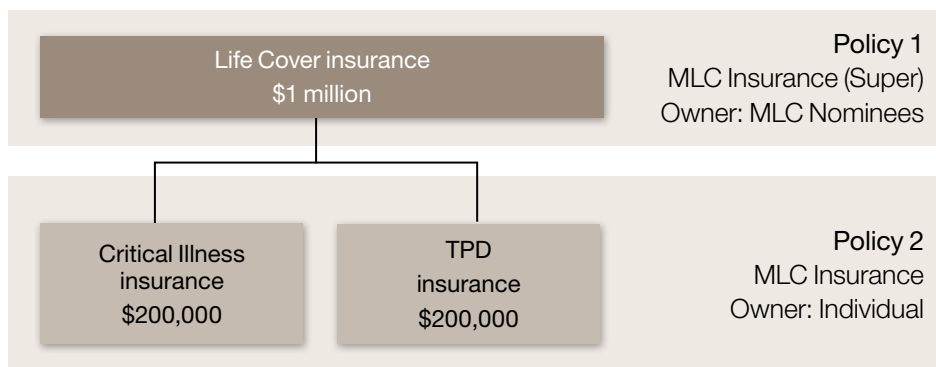 Life Cover insurance
$1 million
Policy 1
MLC Insurance (Super)
Owner: MLC Nominees
Critical Illness
insurance
$200,000
TPD
insurance
$200,000
Policy 2
MLC Insurance
Owner: Individual